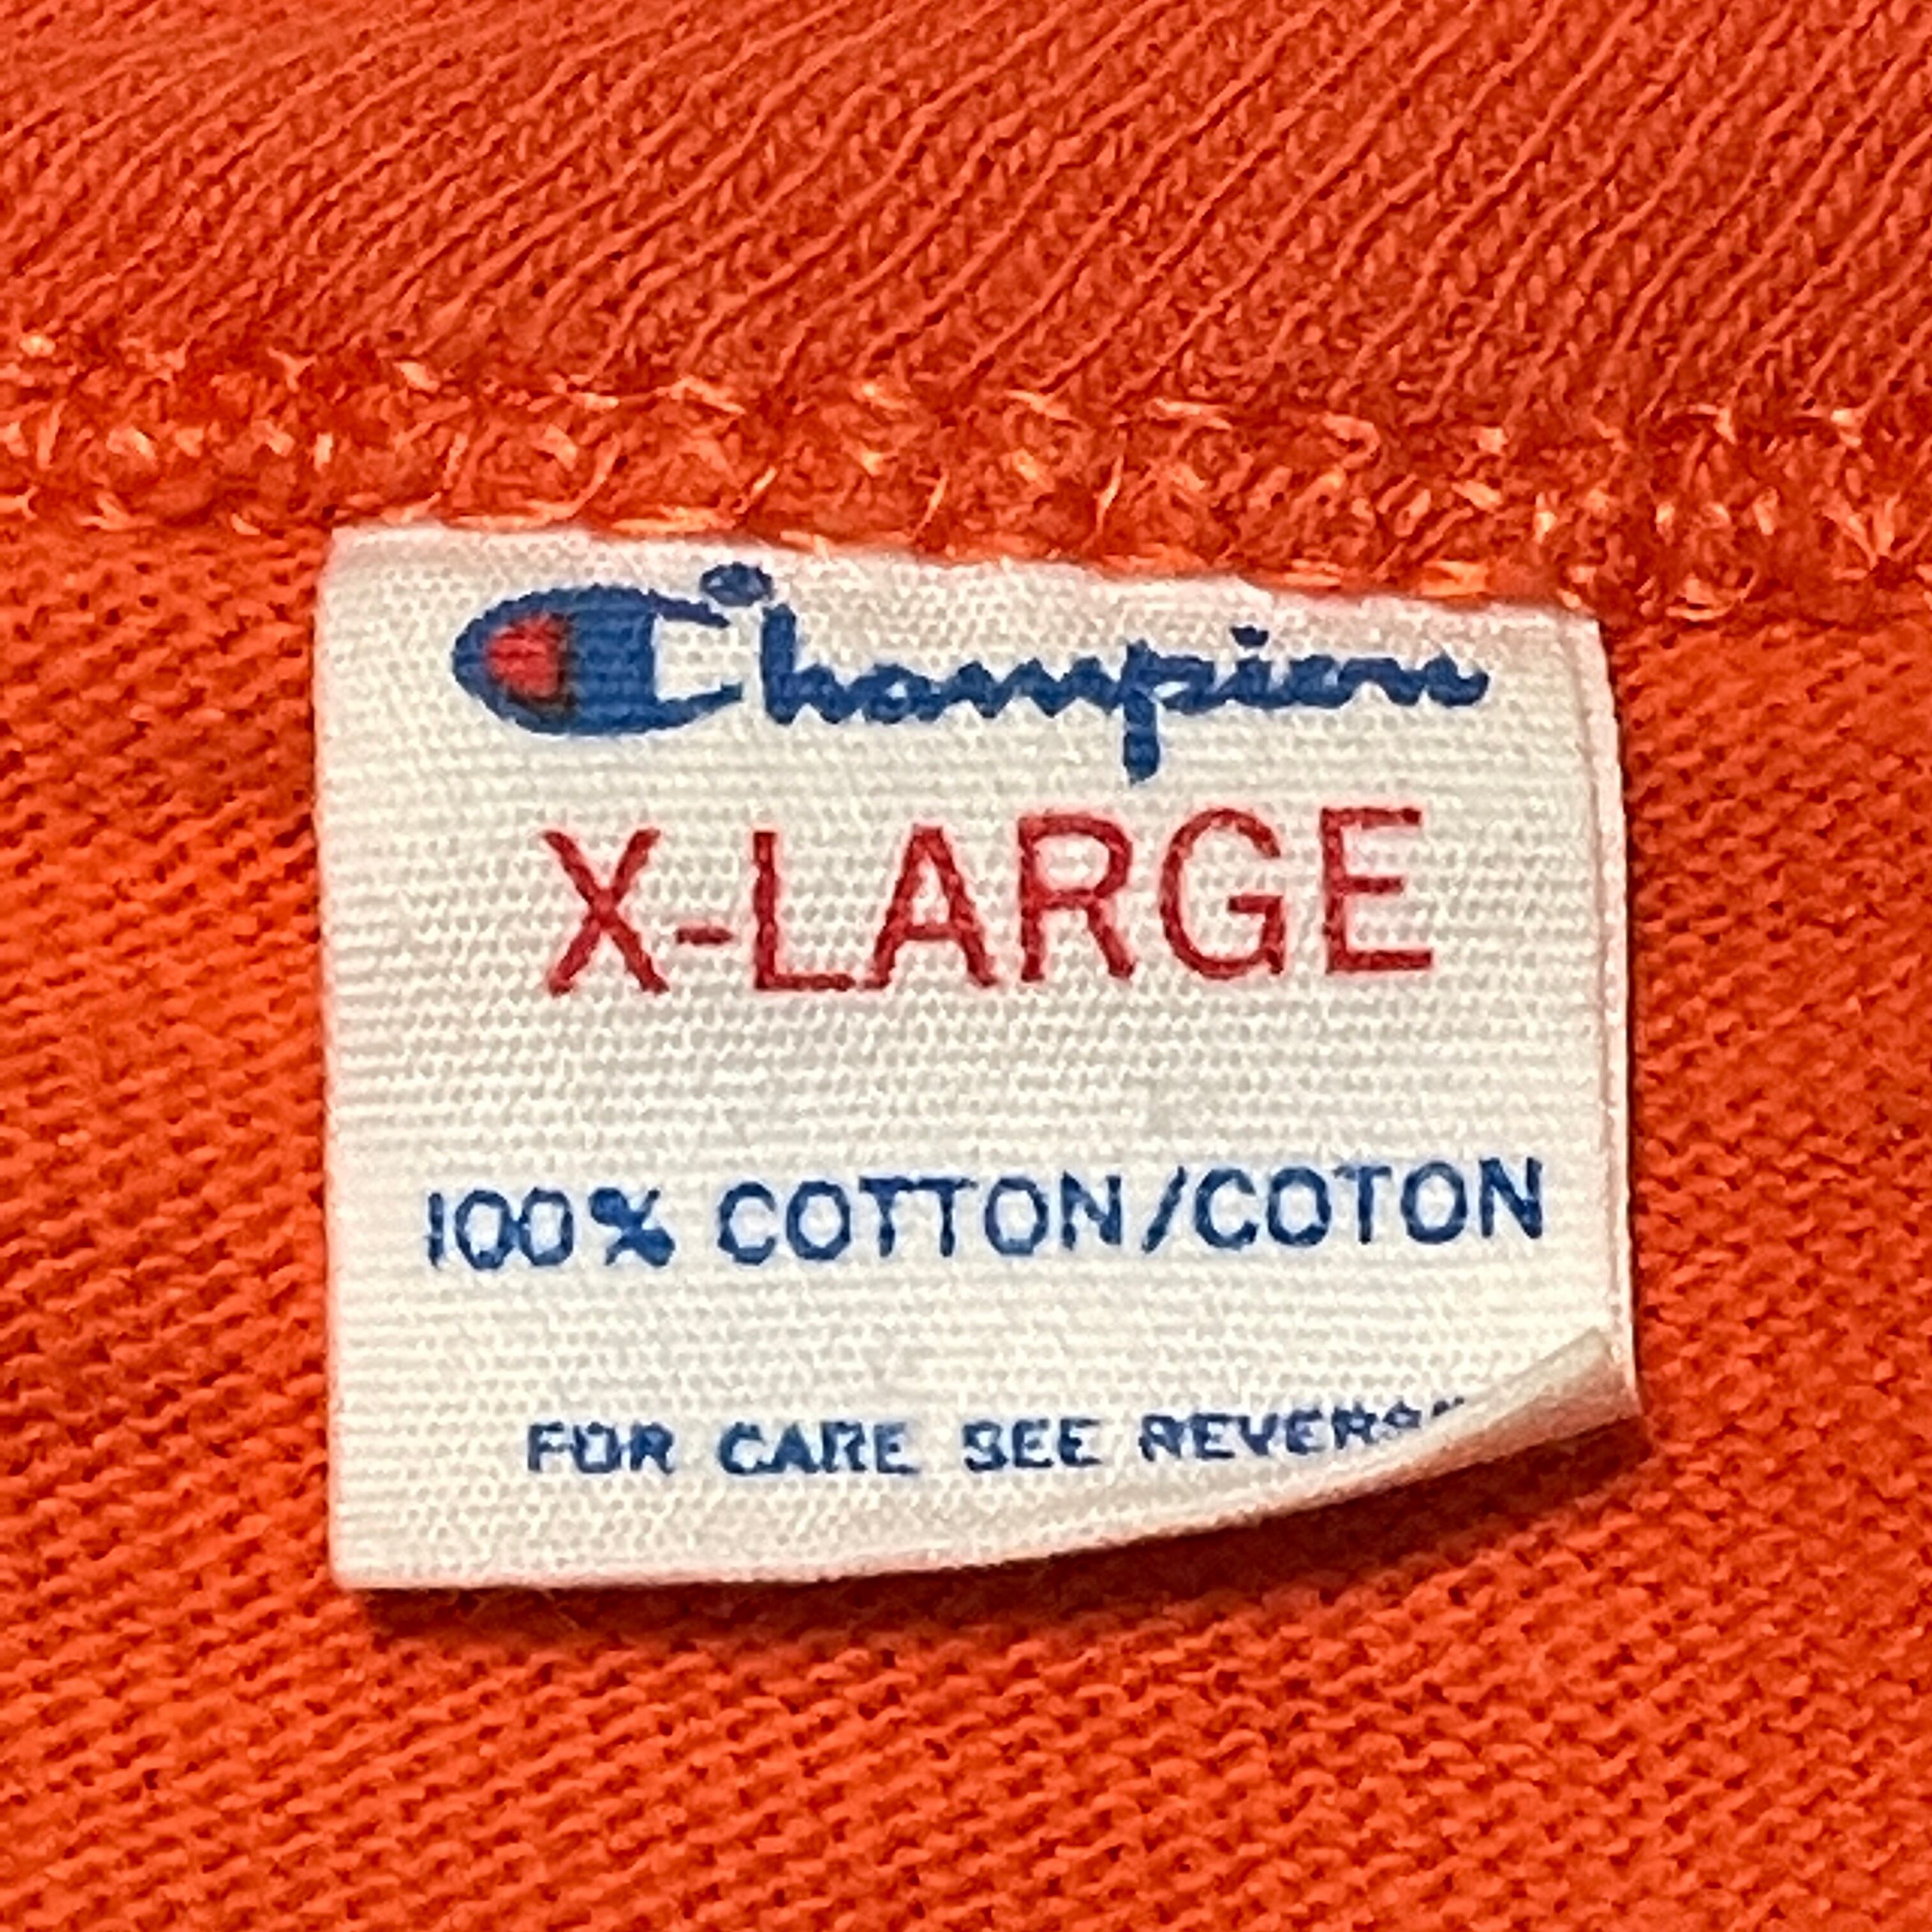 Champion
X-LARGE
100% COTTON/COTON
FOR CARE SEE